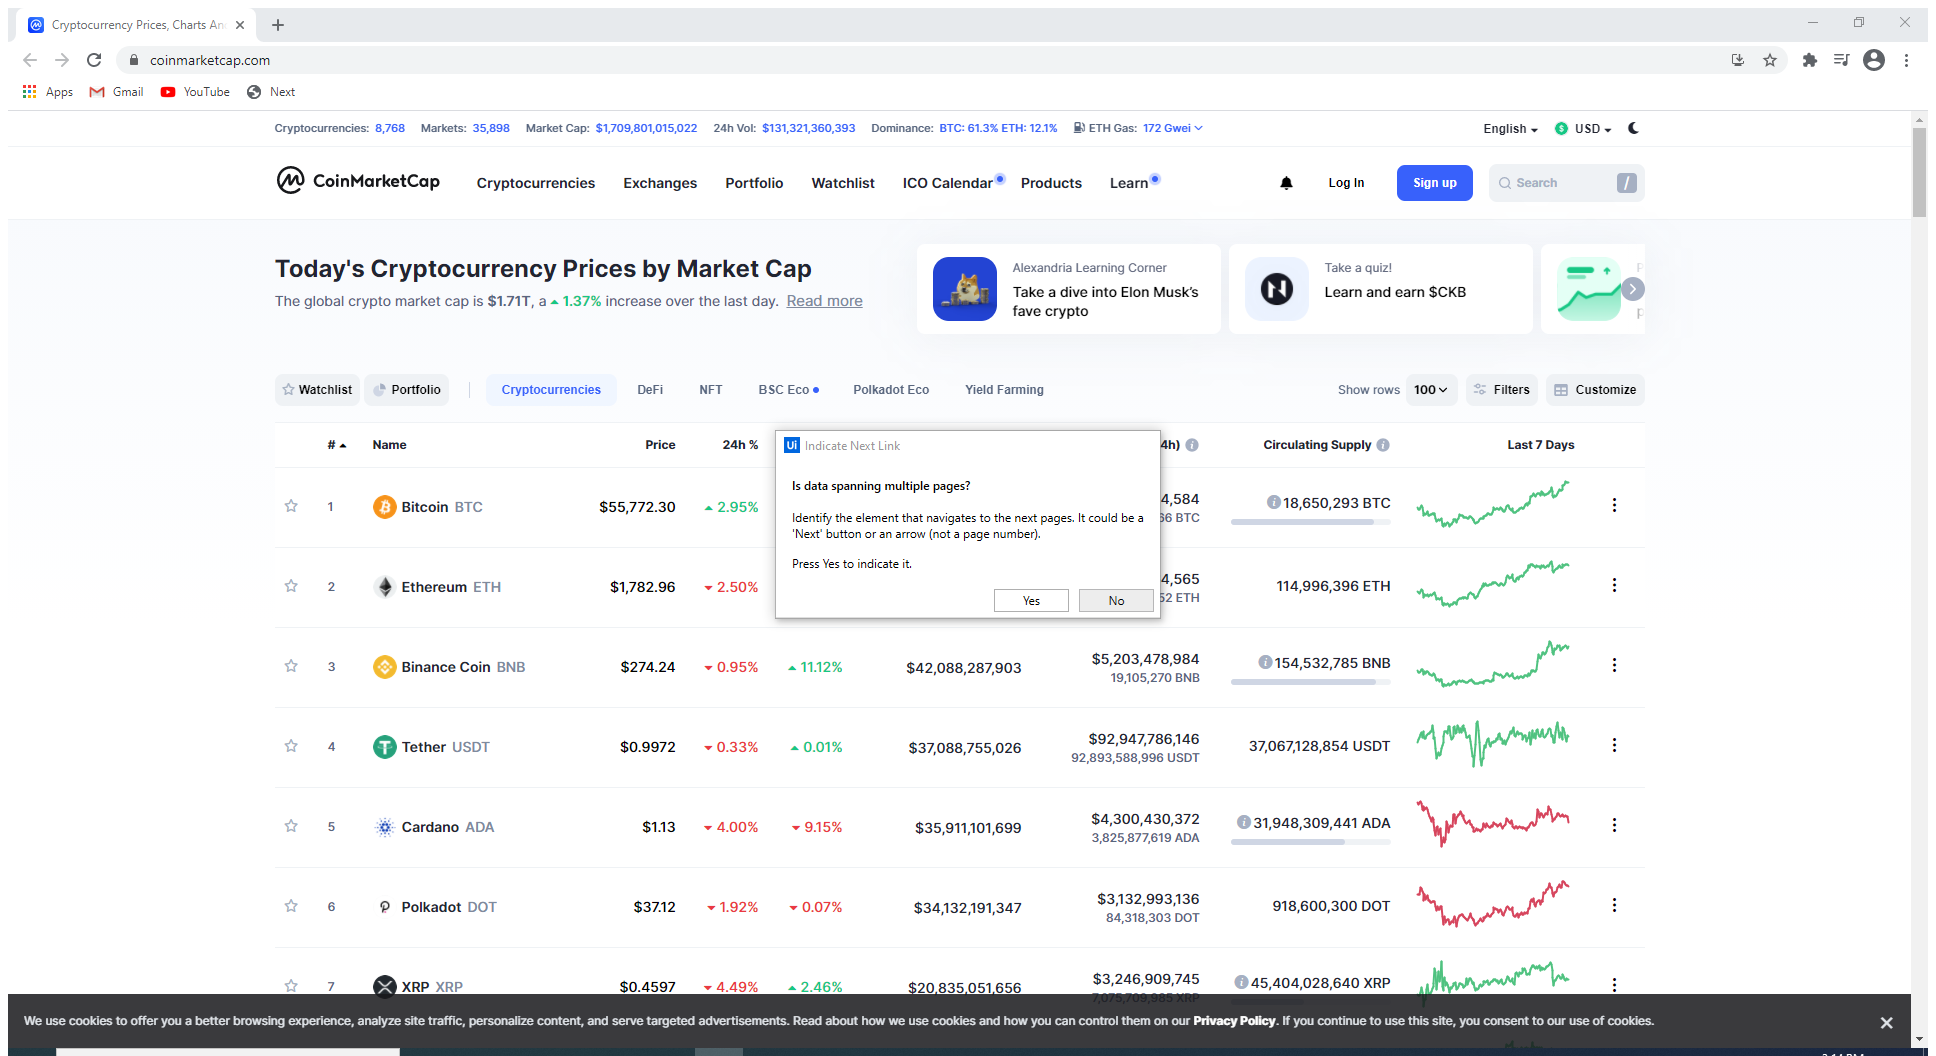 Cryptocurrency Prices, Charts An
coinmarketcap.com
Apps Gmail YouTube Next
Cryptocurrencies: 8,768 Markets: 35,898 Market Cap: $1,709,801,015,022 24h Vol: $131,321,360,393 Dominance: BTC: 61.3% ETH: 12.1% ETH Gas: 172 Gwei English USD
CoinMarketCap Cryptocurrencies Exchanges Portfolio Watchlist ICO Calendar Products Learn Log In Sign up Search /
Today's Cryptocurrency Prices by Market Cap
The global crypto market cap is $1.71T, a 1.37% increase over the last day. Read more
Alexandria Learning Corner
Take a dive into Elon Musk's
fave crypto
Take a quiz!
Learn and earn $CKB
Watchlist Portfolio Cryptocurrencies DeFi NFT BSC Eco Polkadot Eco Yield Farming Show rows 100 Filters Customize
# Name Price 24h % 4h) Circulating Supply Last 7 Days
Ui Indicate Next Link
Is data spanning multiple pages?
Identify the element that navigates to the next pages. It could be a
'Next' button or an arrow (not a page number).
Press Yes to indicate it.
Yes No
1 Bitcoin BTC $55,772.30 2.95% 4,584 18,650,293 BTC
66 BTC
2 Ethereum ETH $1,782.96 2.50% 4,565 114,996,396 ETH
52 ETH
3 Binance Coin BNB $274.24 0.95% 11.12% $42,088,287,903 $5,203,478,984 154,532,785 BNB
19,105,270 BNB
4 Tether USDT $0.9972 0.33% 0.01% $37,088,755,026 $92,947,786,146 37,067,128,854 USDT
92,893,588,996 USDT
5 Cardano ADA $1.13 4.00% 9.15% $35,911,101,699 $4,300,430,372 31,948,309,441 ADA
3,825,877,619 ADA
6 Polkadot DOT $37.12 1.92% 0.07% $34,132,191,347 $3,132,993,136 918,600,300 DOT
84,318,303 DOT
7 XRP XRP $0.4597 4.49% 2.46% $20,835,051,656 $3,246,909,745 45,404,028,640 XRP
7,075,709,985 XRP
We use cookies to offer you a better browsing experience, analyze site traffic, personalize content, and serve targeted advertisements. Read about how we use cookies and how you can control them on our Privacy Policy. If you continue to use this site, you consent to our use of cookies.